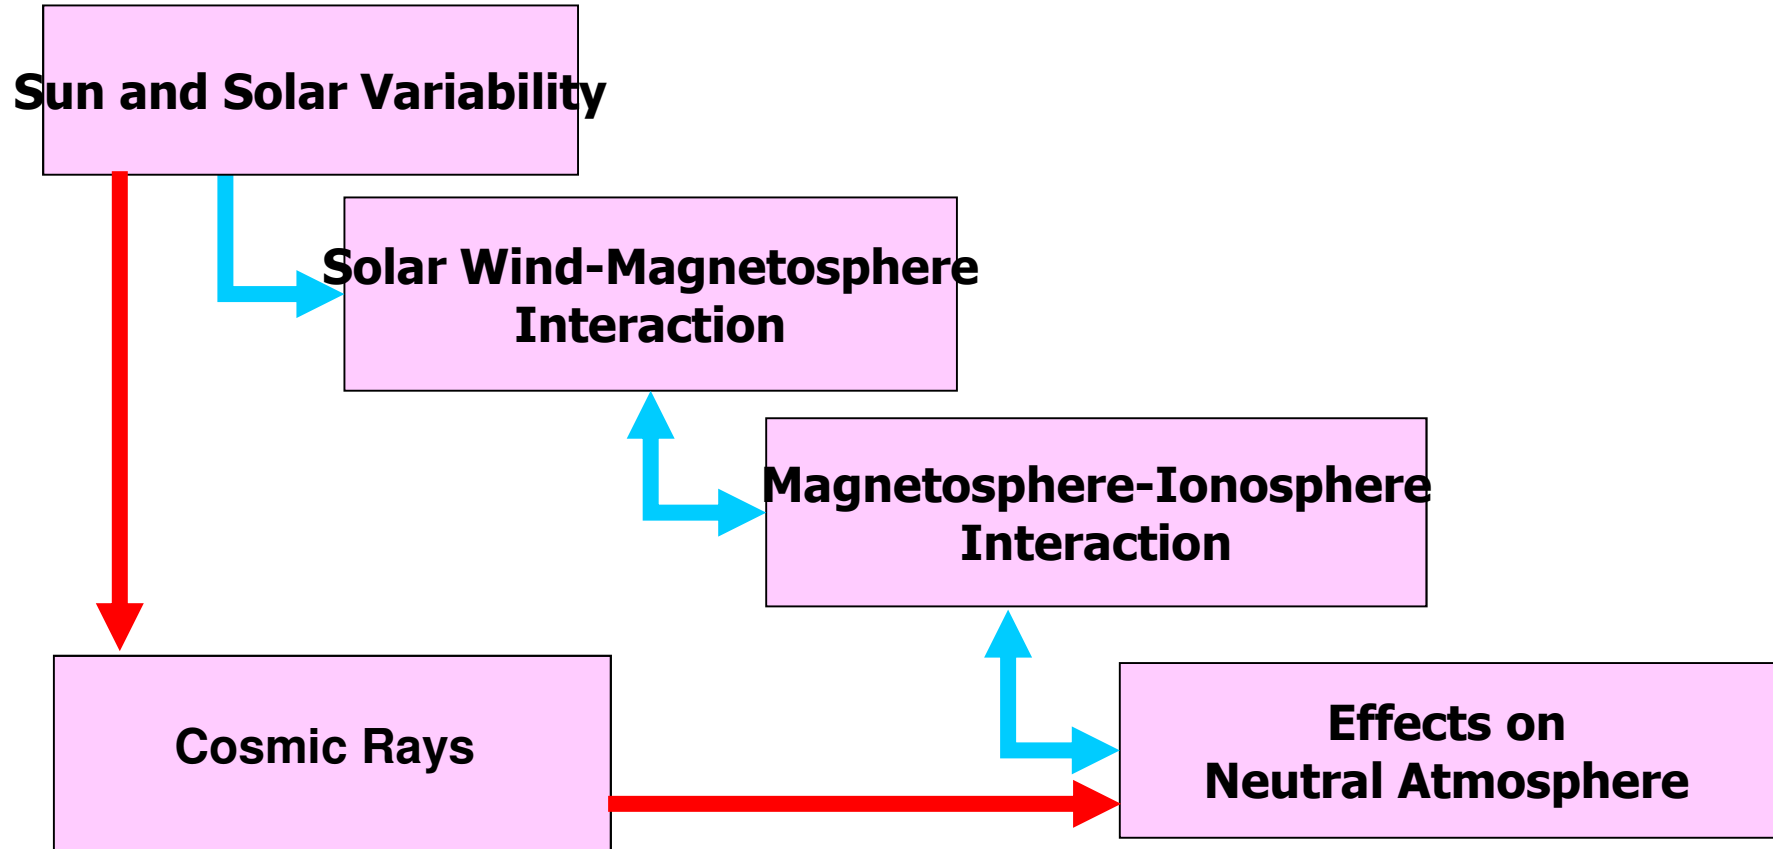 Sun and Solar Variability
Solar Wind-Magnetosphere
Interaction
Magnetosphere-Ionosphere
Interaction
Cosmic Rays
Effects on
Neutral Atmosphere